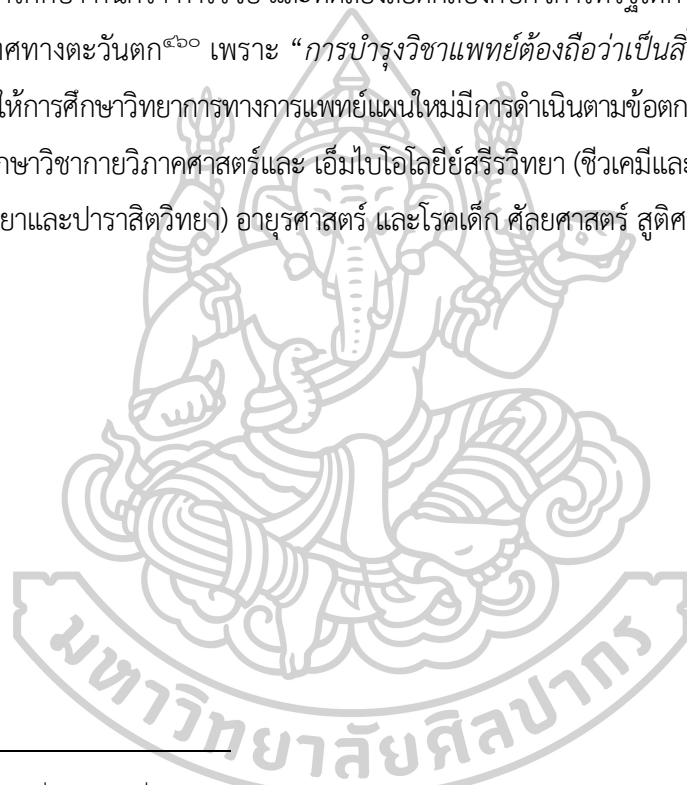 ศทางตะวันตก๔๖๐ เพราะ “การบำรุงวิชาแพทย์ต้องถือว่าเป็น
ให้การศึกษาวิทยาการทางการแพทย์แผนใหม่มีการดำเนินตามข้อตก
กษาวิชากายวิภาคศาสตร์และ เอ็มไบโอโลยีย์สรีรวิทยา (ชีวเคมีและ
ยาและปาราสิตวิทยา) อายุรศาสตร์ และโรคเด็ก ศัลยศาสตร์ สูติศ
มหาวิทยาลัยศิลปากร